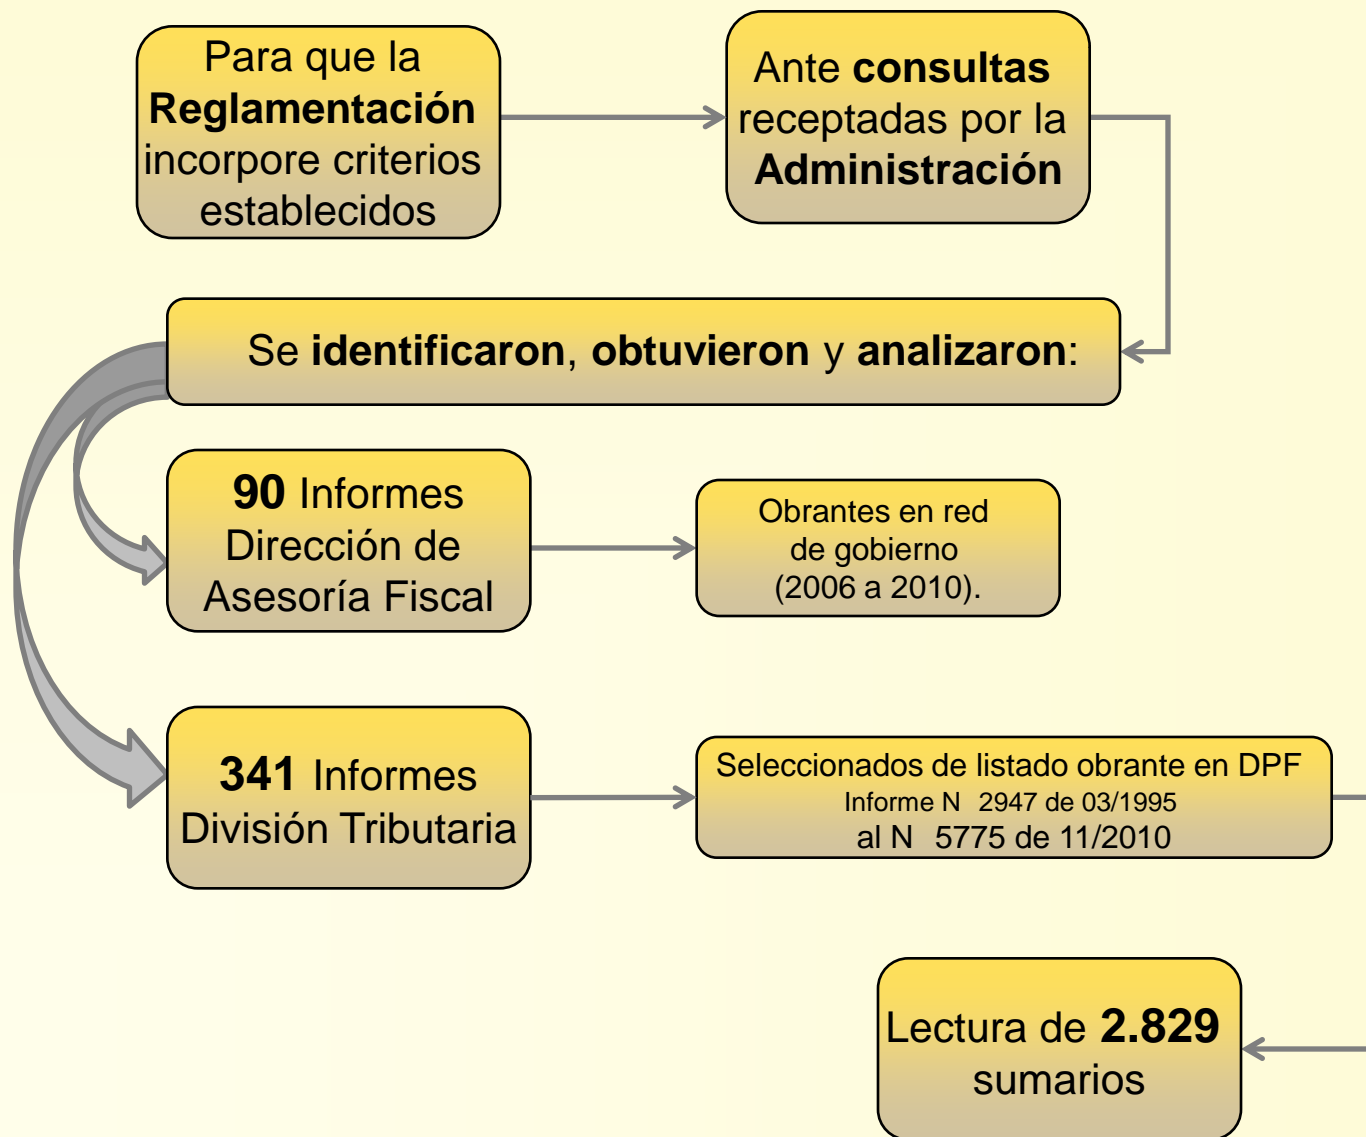 Para que la
Reglamentación
incorpore criterios
establecidos
Ante consultas
receptadas por la
Administración
Se identificaron, obtuvieron y analizaron:
90 Informes
Dirección de
Asesoría Fiscal
Obrantes en red
de gobierno
(2006 a 2010).
341 Informes
División Tributaria
Seleccionados de listado obrante en DPF
Informe N 2947 de 03/1995
al N 5775 de 11/2010
Lectura de 2.829
sumarios